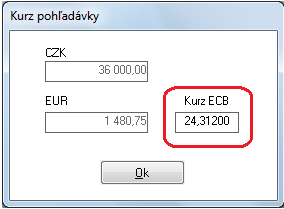 Kurz pohľadávky
CZK
36 000,00
EUR
Kurz ECB
1 480,75
24,31200
Ok